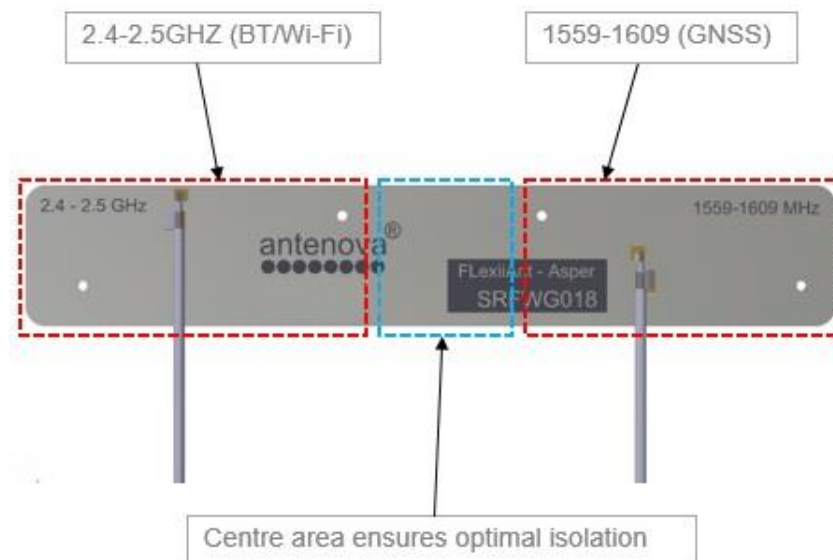 2.4-2.5GHZ (BT/Wi-Fi)
1559-1609 (GNSS)
2.4 - 2.5 GHz
1559-1609 MHz
antenova®
FLexiiAnt - Asper
SRFWG018
Centre area ensures optimal isolation